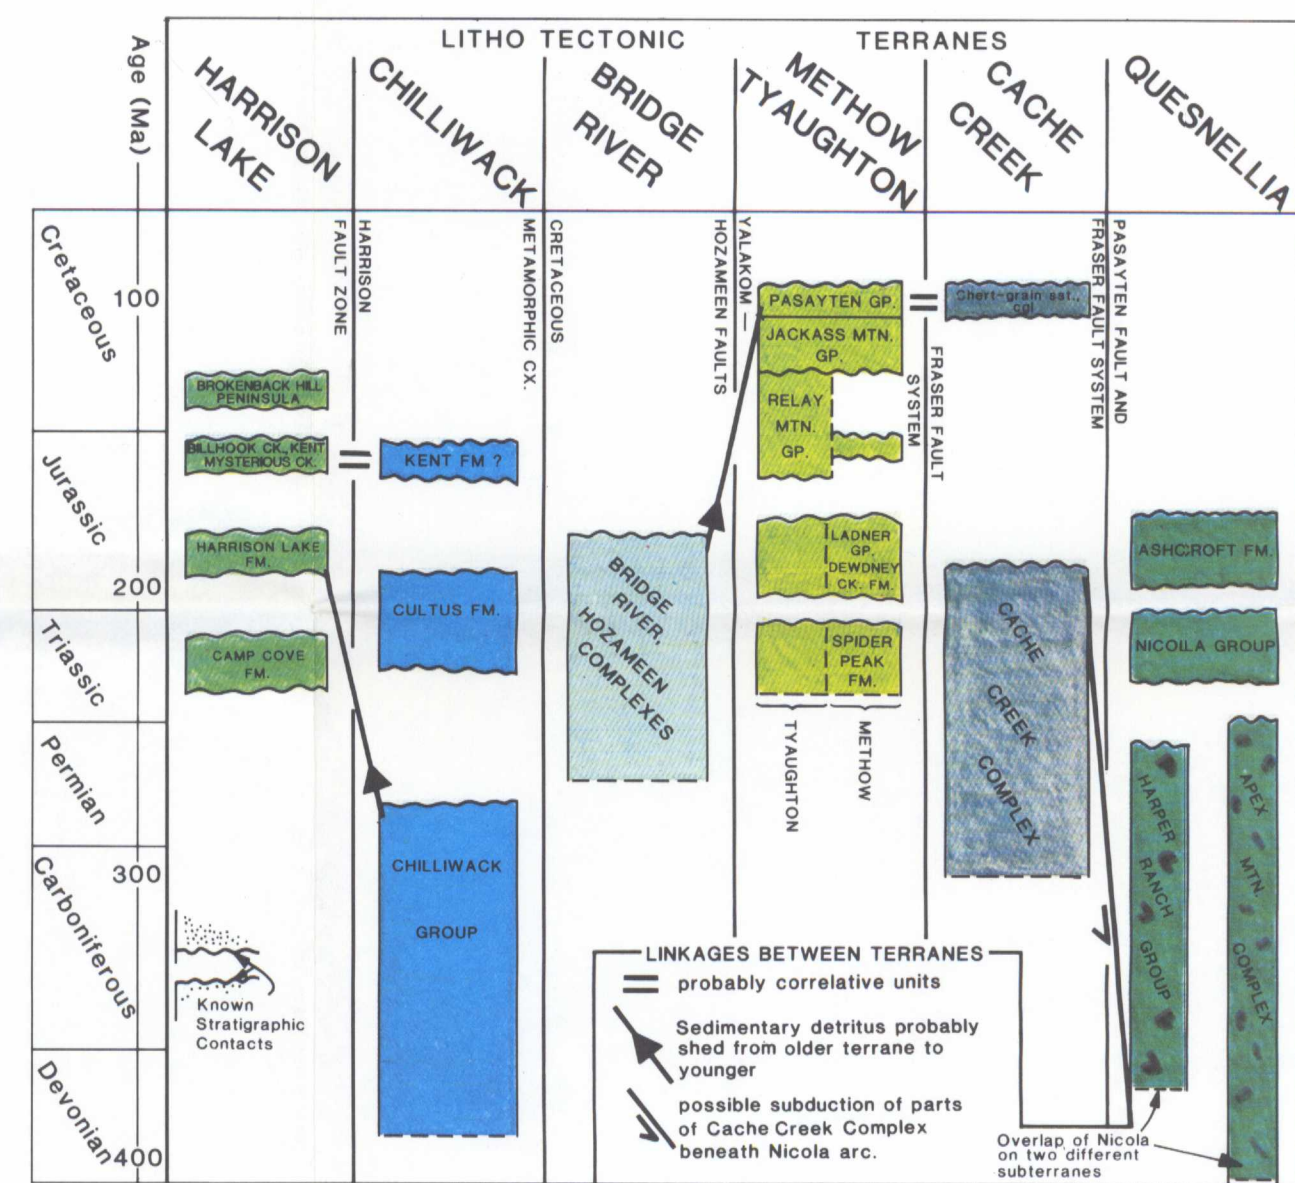 LITHO TECTONIC TERRANES
Age (Ma)
HARRISON
LAKE
CHILLIWACK
BRIDGE
RIVER
METHOW
TYAUGHTON
CACHE
CREEK
QUESNELLIA
HARRISON
FAULT ZONE
CRETACEOUS
METAMORPHIC CX.
YALAKOM —
HOZAMEEN FAULTS
FRASER FAULT
SYSTEM
PASAYTEN FAULT AND
FRASER FAULT SYSTEM
Cretaceous
Jurassic
Triassic
Permian
Carboniferous
Devonian
100
200
300
400
BROKENBACK HILL
PENINSULA
BILLHOOK CK., KENT
MYSTERIOUS CK.
HARRISON LAKE
FM.
CAMP COVE
FM.
Known
Stratigraphic
Contacts
KENT FM ?
CULTUS FM.
CHILLIWACK
GROUP
BRIDGE
RIVER,
HOZAMEEN
COMPLEXES
PASAYTEN GP.
JACKASS MTN.
GP.
RELAY
MTN.
GP.
LADNER
GP.
DEWDNEY
CK. FM.
SPIDER
PEAK
FM.
TYAUGHTON
METHOW
Chert-grain sst.,
cgl
CACHE
CREEK
COMPLEX
ASHCROFT FM.
NICOLA GROUP
HARPER
RANCH
GROUP
APEX
MTN.
COMPLEX
LINKAGES BETWEEN TERRANES
= probably correlative units
Sedimentary detritus probably
shed from older terrane to
younger
possible subduction of parts
of Cache Creek Complex
beneath Nicola arc.
Overlap of Nicola
on two different
subterranes